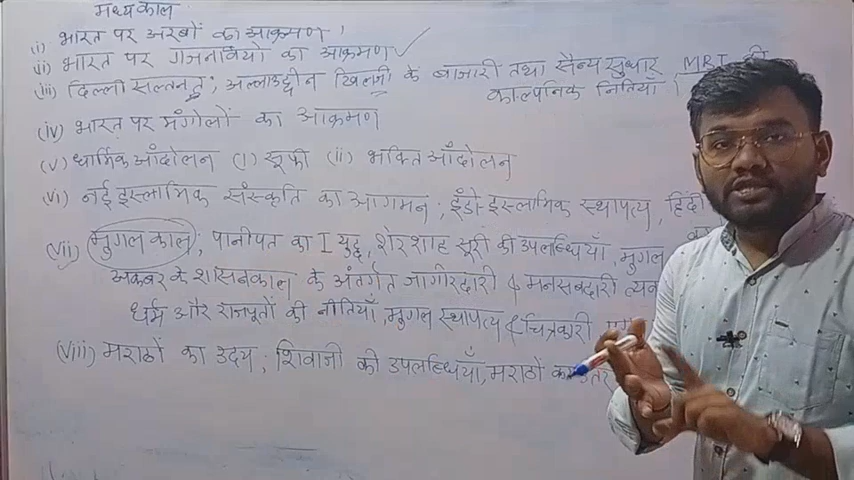 मध्य काल
(i) भारत पर अरबों का आक्रमण
(ii) भारत पर गजनवियों का आक्रमण ✓
(iii) दिल्ली सल्तनत; अल्लाउद्दीन खिलजी के बाजारी तथा सैन्य सुधार, MBT की
काल्पनिक नितियाँ
(iv) भारत पर मंगोलों का आक्रमण
(v) धार्मिक आंदोलन (1) सूफी (ii) भक्ति आँदोलन
(vi) नई इस्लामिक संस्कृति का आगमन; इंडो-इस्लामिक स्थापत्य, हिंदी
(vii) मुगल काल; पानीपत का I युद्ध, शेरशाह सूरी की उपलब्धियाँ, मुगल
अकबर के शासनकाल के अंतर्गत जागीरदारी & मनसबदारी
धर्म और राजपूतों की नीतियाँ, मुगल स्थापत्य & चित्रकारी
(viii) मराठों का उदय; शिवाजी की उपलब्धियाँ, मराठों का